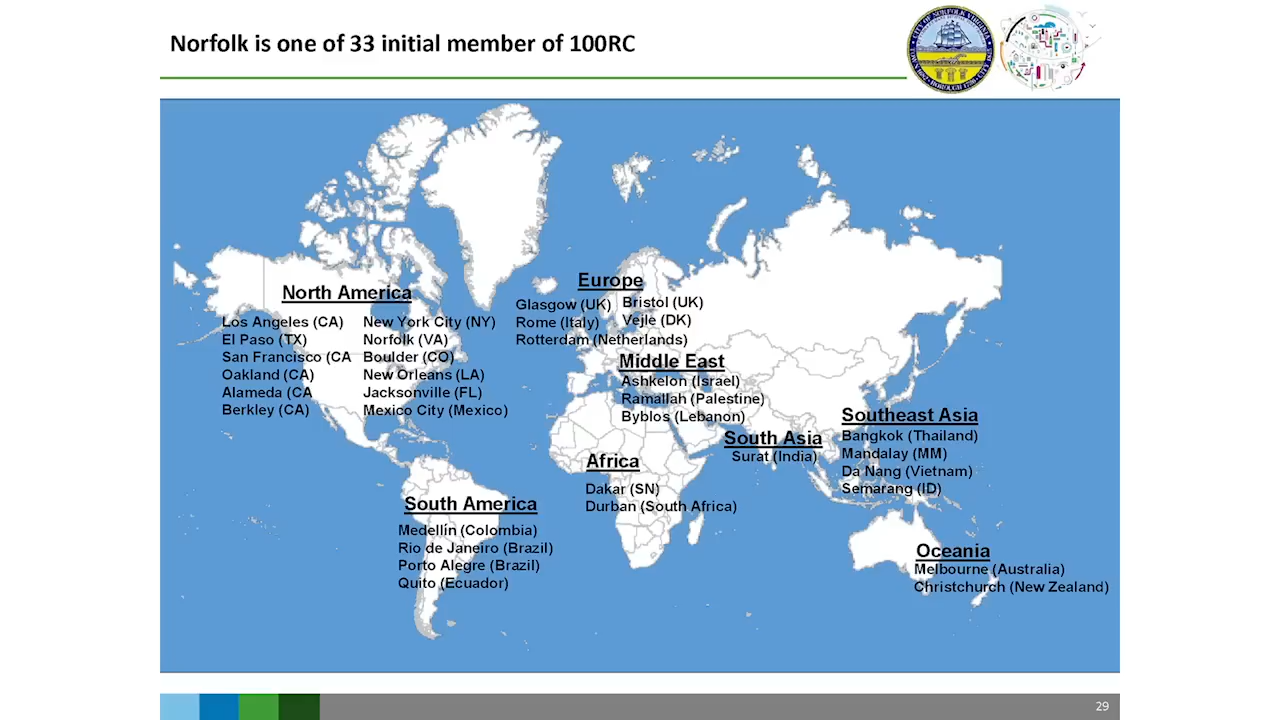 Norfolk is one of 33 initial member of 100RC
North America
Los Angeles (CA)
El Paso (TX)
San Francisco (CA
Oakland (CA)
Alameda (CA
Berkley (CA)
New York City (NY)
Norfolk (VA)
Boulder (CO)
New Orleans (LA)
Jacksonville (FL)
Mexico City (Mexico)
Europe
Glasgow (UK)
Rome (Italy)
Rotterdam (Netherlands)
Bristol (UK)
Vejle (DK)
Middle East
Ashkelon (Israel)
Ramallah (Palestine)
Byblos (Lebanon)
South Asia
Surat (India)
Southeast Asia
Bangkok (Thailand)
Mandalay (MM)
Da Nang (Vietnam)
Semarang (ID)
Africa
Dakar (SN)
Durban (South Africa)
South America
Medellín (Colombia)
Rio de Janeiro (Brazil)
Porto Alegre (Brazil)
Quito (Ecuador)
Oceania
Melbourne (Australia)
Christchurch (New Zealand)
29